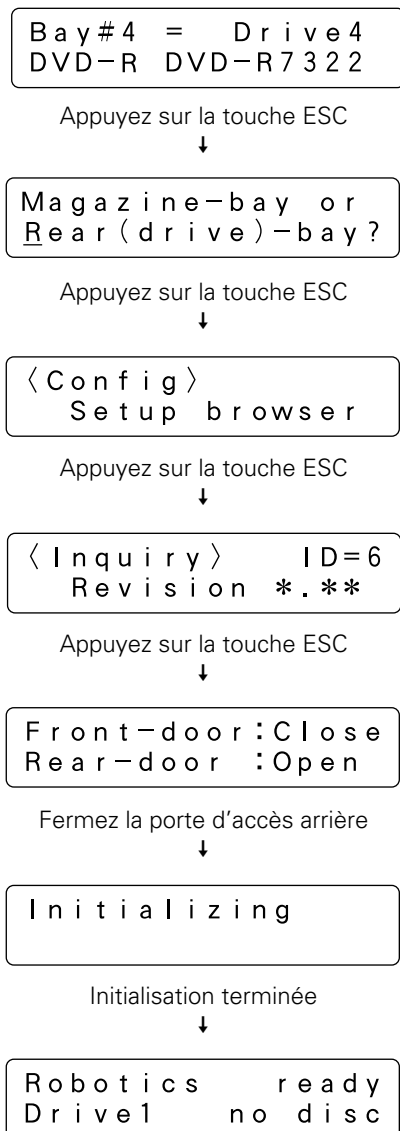 Bay#4 = Drive4
DVD-R DVD-R7322
Appuyez sur la touche ESC
↓
Magazine-bay or
Rear(drive)-bay?
Appuyez sur la touche ESC
↓
〈Config〉
Setup browser
Appuyez sur la touche ESC
↓
〈Inquiry〉 ID=6
Revision *.**
Appuyez sur la touche ESC
↓
Front-door:Close
Rear-door :Open
Fermez la porte d'accès arrière
↓
Initializing
Initialisation terminée
↓
Robotics ready
Drive1 no disc